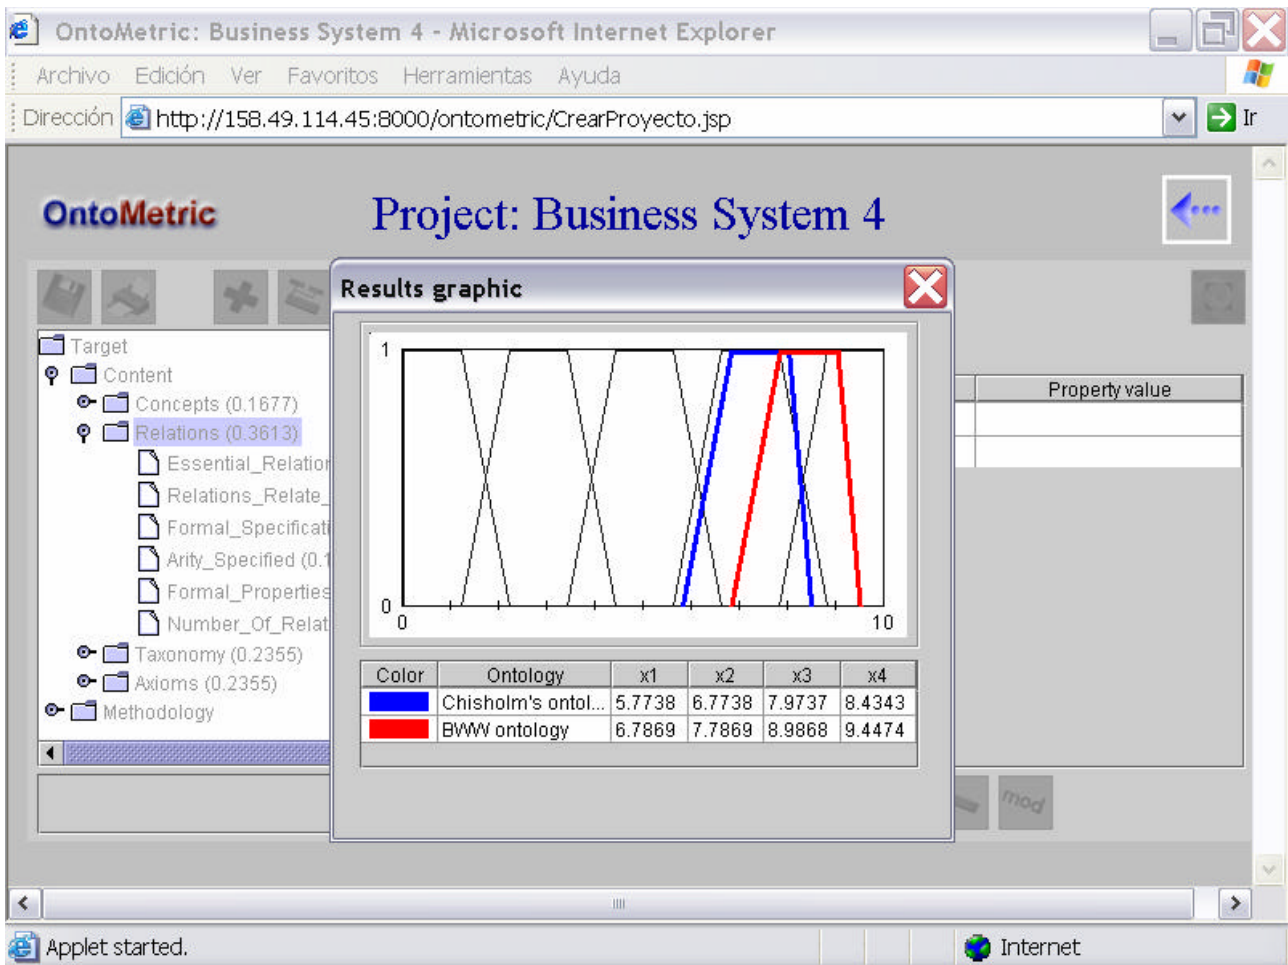 OntoMetric: Business System 4 - Microsoft Internet Explorer
Archivo Edición Ver Favoritos Herramientas Ayuda
Dirección http://158.49.114.45:8000/ontometric/CrearProyecto.jsp Ir
OntoMetric Project: Business System 4
Results graphic
Target
Content
Concepts (0.1677)
Relations (0.3613)
Essential_Relation
Relations_Relate_
Formal_Specificati
Arity_Specified (0.1
Formal_Properties
Number_Of_Relat
Taxonomy (0.2355)
Axioms (0.2355)
Methodology
Property value
1
0
0 10
Color Ontology x1 x2 x3 x4
Chisholm's ontol... 5.7738 6.7738 7.9737 8.4343
BWW ontology 6.7869 7.7869 8.9868 9.4474
mod
Applet started. Internet